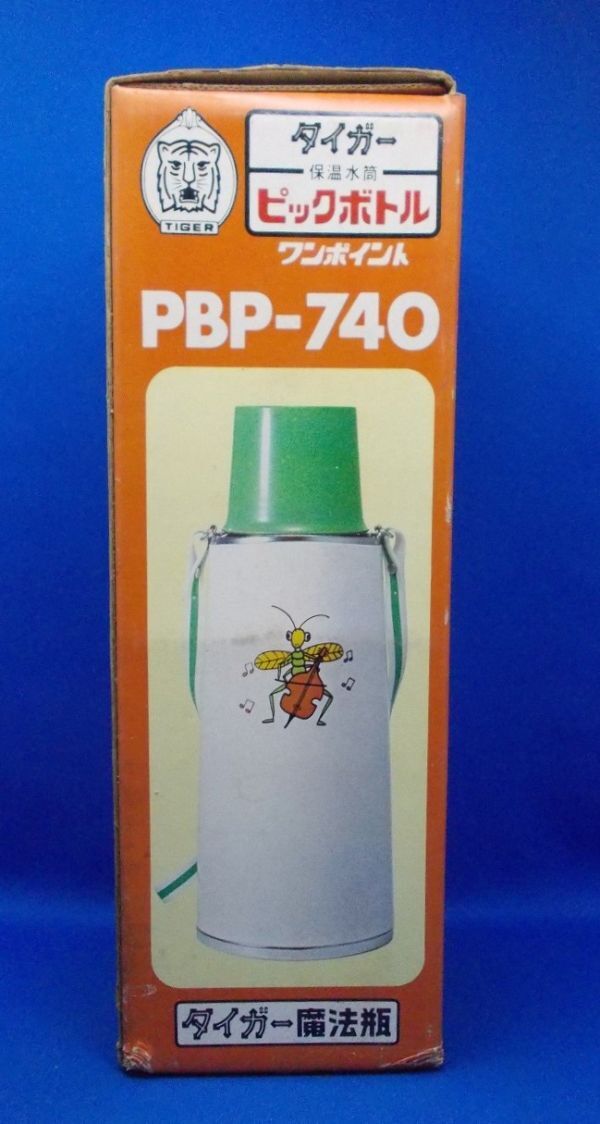 TIGER
タイガー
保温水筒
ピックボトル
ワンポイント
PBP-740
タイガー魔法瓶